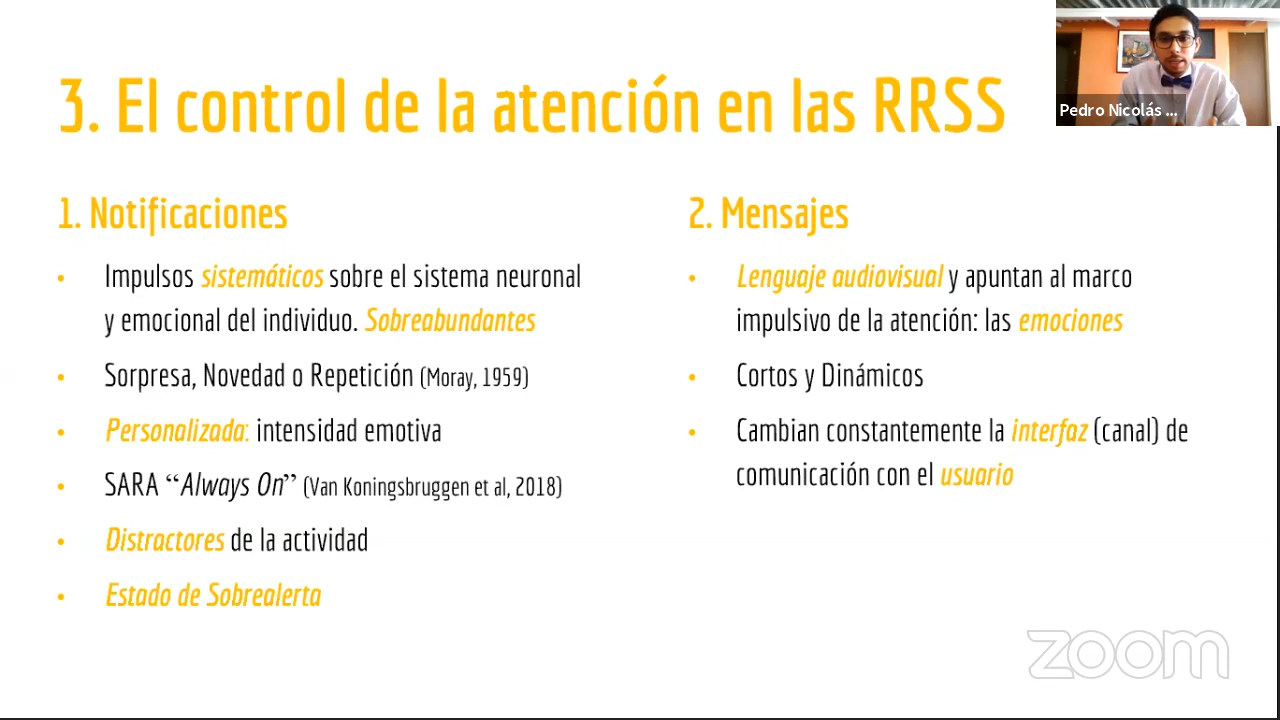 3. El control de la atención en las RRSS
Pedro Nicolás ...
1. Notificaciones
• Impulsos sistemáticos sobre el sistema neuronal
y emocional del individuo. Sobreabundantes
• Sorpresa, Novedad o Repetición (Moray, 1959)
• Personalizada: intensidad emotiva
• SARA “Always On” (Van Koningsbruggen et al, 2018)
• Distractores de la actividad
• Estado de Sobrealerta
2. Mensajes
• Lenguaje audiovisual y apuntan al marco
impulsivo de la atención: las emociones
• Cortos y Dinámicos
• Cambian constantemente la interfaz (canal) de
comunicación con el usuario
zoom